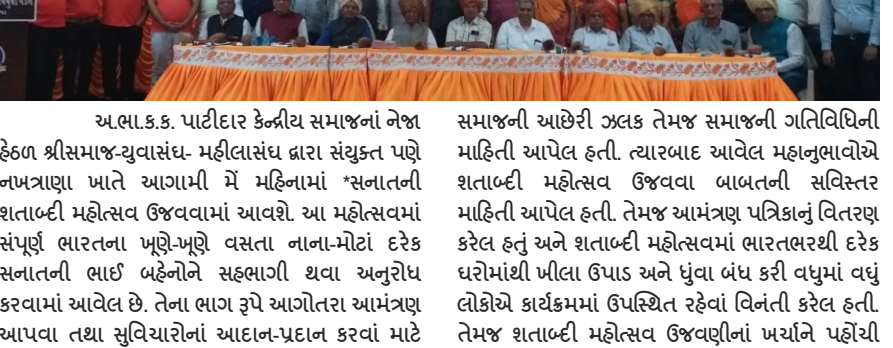 અ.ભા.ક.ક. પાટીદાર કેન્દ્રીય સમાજનાં નેજા
હેઠળ શ્રીસમાજ-યુવાસંઘ- મહીલાસંઘ દ્વારા સંયુક્ત પણે
નખત્રાણા ખાતે આગામી મેં મહિનામાં *સનાતની
શતાબ્દી મહોત્સવ ઉજવવામાં આવશે. આ મહોત્સવમાં
સંપૂર્ણ ભારતના ખૂણે-ખૂણે વસતા નાના-મોટાં દરેક
સનાતની ભાઈ બહેનોને સહભાગી થવા અનુરોધ
કરવામાં આવેલ છે. તેના ભાગ રૂપે આગોતરા આમંત્રણ
આપવા તથા સુવિચારોનાં આદાન-પ્રદાન કરવાં માટે
સમાજની આછેરી ઝલક તેમજ સમાજની ગતિવિધિની
માહિતી આપેલ હતી. ત્યારબાદ આવેલ મહાનુભાવોએ
શતાબ્દી મહોત્સવ ઉજવવા બાબતની સવિસ્તર
માહિતી આપેલ હતી. તેમજ આમંત્રણ પત્રિકાનું વિતરણ
કરેલ હતું અને શતાબ્દી મહોત્સવમાં ભારતભરથી દરેક
ઘરોમાંથી ખીલા ઉપાડ અને ધુંવા બંધ કરી વધુમાં વધું
લોકોએ કાર્યક્રમમાં ઉપસ્થિત રહેવાં વિનંતી કરેલ હતી.
તેમજ શતાબ્દી મહોત્સવ ઉજવણીનાં ખર્ચાને પહોંચી